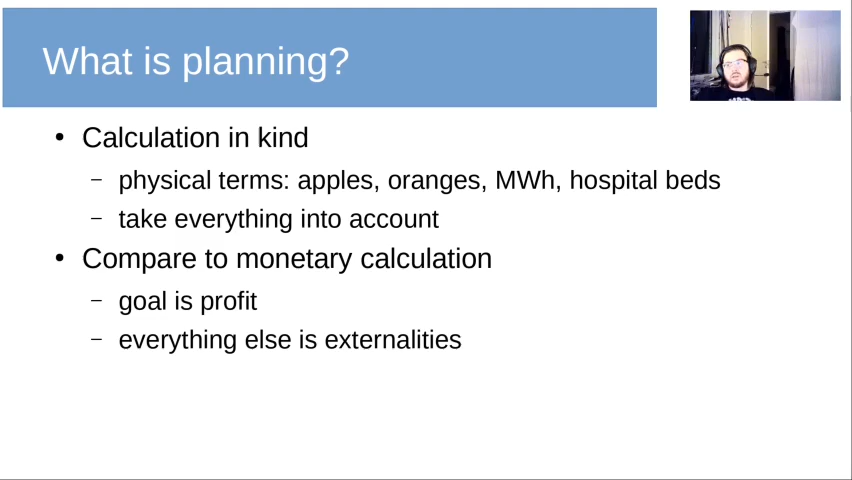 What is planning?
• Calculation in kind
– physical terms: apples, oranges, MWh, hospital beds
– take everything into account
• Compare to monetary calculation
– goal is profit
– everything else is externalities